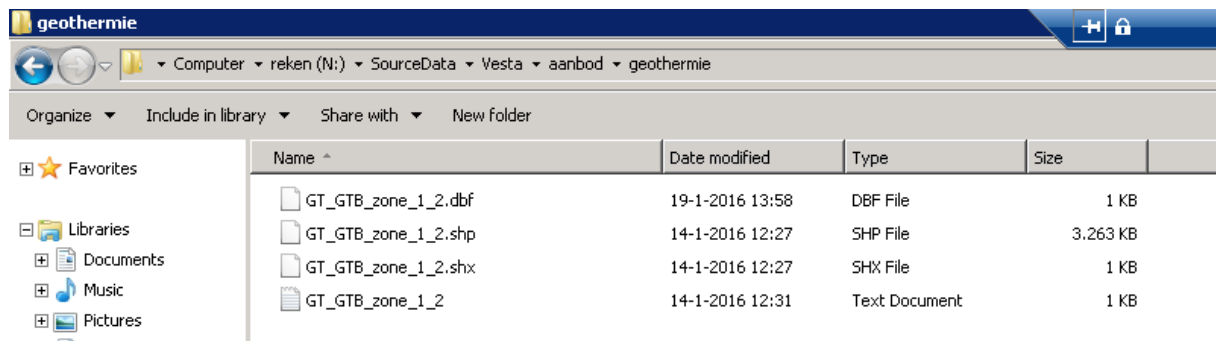 geothermie
Computer reken (N:) SourceData Vesta aanbod geothermie
Organize Include in library Share with New folder
Favorites
Libraries
Documents
Music
Pictures
Name Date modified Type Size
GT_GTB_zone_1_2.dbf 19-1-2016 13:58 DBF File 1 KB
GT_GTB_zone_1_2.shp 14-1-2016 12:27 SHP File 3.263 KB
GT_GTB_zone_1_2.shx 14-1-2016 12:27 SHX File 1 KB
GT_GTB_zone_1_2 14-1-2016 12:31 Text Document 1 KB